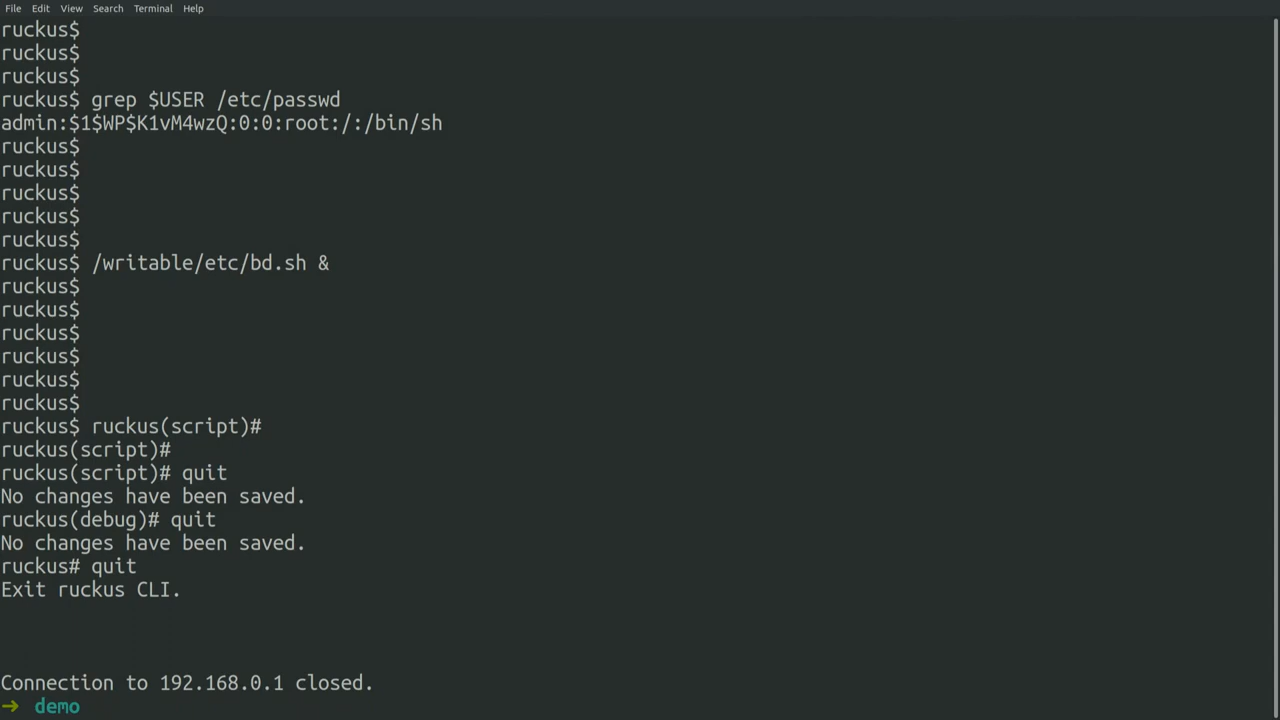 File Edit View Search Terminal Help
ruckus$
ruckus$
ruckus$
ruckus$ grep $USER /etc/passwd
admin:$1$WP$K1vM4wzQ:0:0:root:/:/bin/sh
ruckus$
ruckus$
ruckus$
ruckus$
ruckus$
ruckus$ /writable/etc/bd.sh &
ruckus$
ruckus$
ruckus$
ruckus$
ruckus$
ruckus$
ruckus$ ruckus(script)#
ruckus(script)#
ruckus(script)# quit
No changes have been saved.
ruckus(debug)# quit
No changes have been saved.
ruckus# quit
Exit ruckus CLI.
Connection to 192.168.0.1 closed.
→ demo